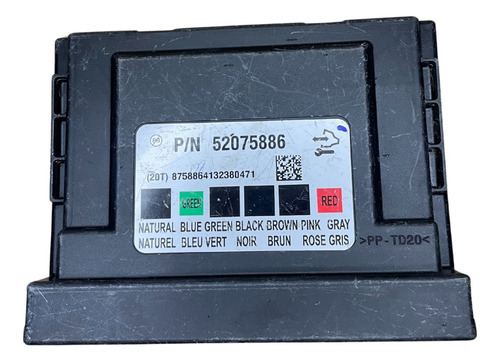 P/N 52075886
(20T) 8758864132380471
GREEN RED
NATURAL BLUE GREEN BLACK BROWN PINK GRAY
NATUREL BLEU VERT NOIR BRUN ROSE GRIS
>PP-TD20<